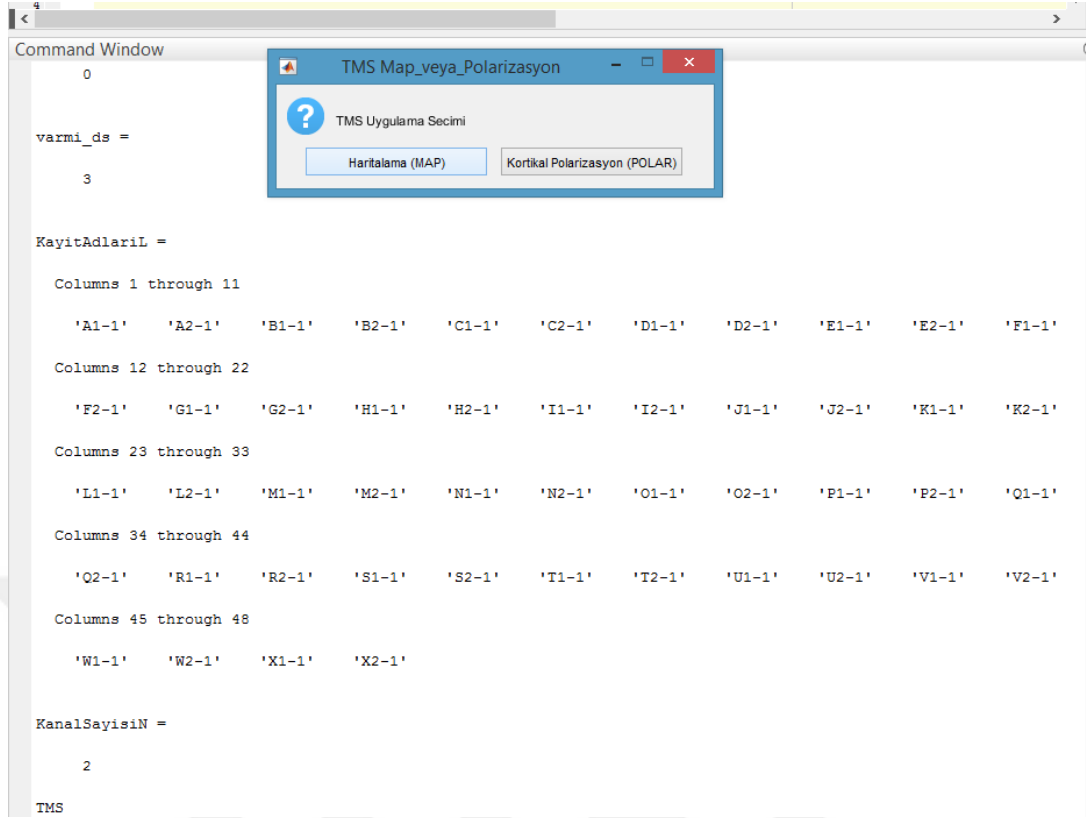 4
Command Window
0
TMS Map_veya_Polarizasyon
TMS Uygulama Secimi
Haritalama (MAP) Kortikal Polarizasyon (POLAR)
varmi_ds =
3
KayitAdlariL =
Columns 1 through 11
'A1-1' 'A2-1' 'B1-1' 'B2-1' 'C1-1' 'C2-1' 'D1-1' 'D2-1' 'E1-1' 'E2-1' 'F1-1'
Columns 12 through 22
'F2-1' 'G1-1' 'G2-1' 'H1-1' 'H2-1' 'I1-1' 'I2-1' 'J1-1' 'J2-1' 'K1-1' 'K2-1'
Columns 23 through 33
'L1-1' 'L2-1' 'M1-1' 'M2-1' 'N1-1' 'N2-1' 'O1-1' 'O2-1' 'P1-1' 'P2-1' 'Q1-1'
Columns 34 through 44
'Q2-1' 'R1-1' 'R2-1' 'S1-1' 'S2-1' 'T1-1' 'T2-1' 'U1-1' 'U2-1' 'V1-1' 'V2-1'
Columns 45 through 48
'W1-1' 'W2-1' 'X1-1' 'X2-1'
KanalSayisiN =
2
TMS